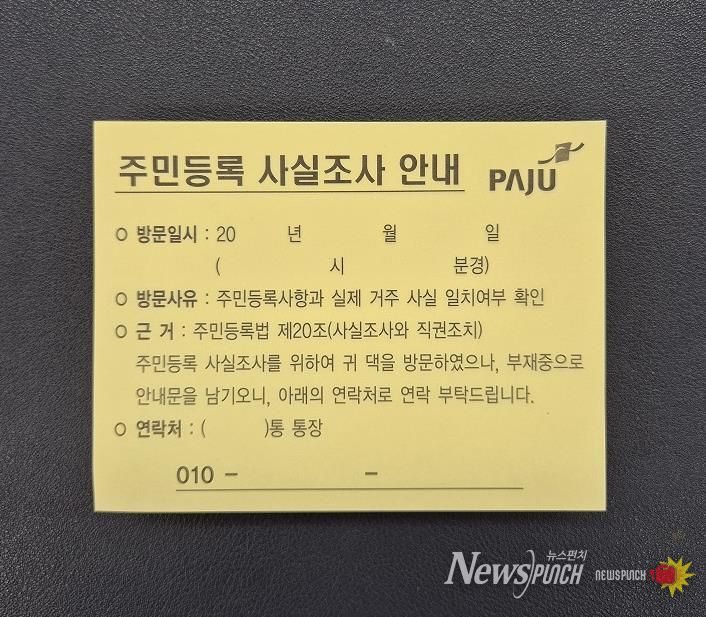 주민등록 사실조사 안내 PAJU
○ 방문일시 : 20 년 월 일
( 시 분경)
○ 방문사유 : 주민등록사항과 실제 거주 사실 일치여부 확인
○ 근 거 : 주민등록법 제20조(사실조사와 직권조치)
주민등록 사실조사를 위하여 귀 댁을 방문하였으나, 부재중으로
안내문을 남기오니, 아래의 연락처로 연락 부탁드립니다.
○ 연락처 : ( )통 통장
010 - -
뉴스펀치
NEWSPUNCH NEWSPUNCH